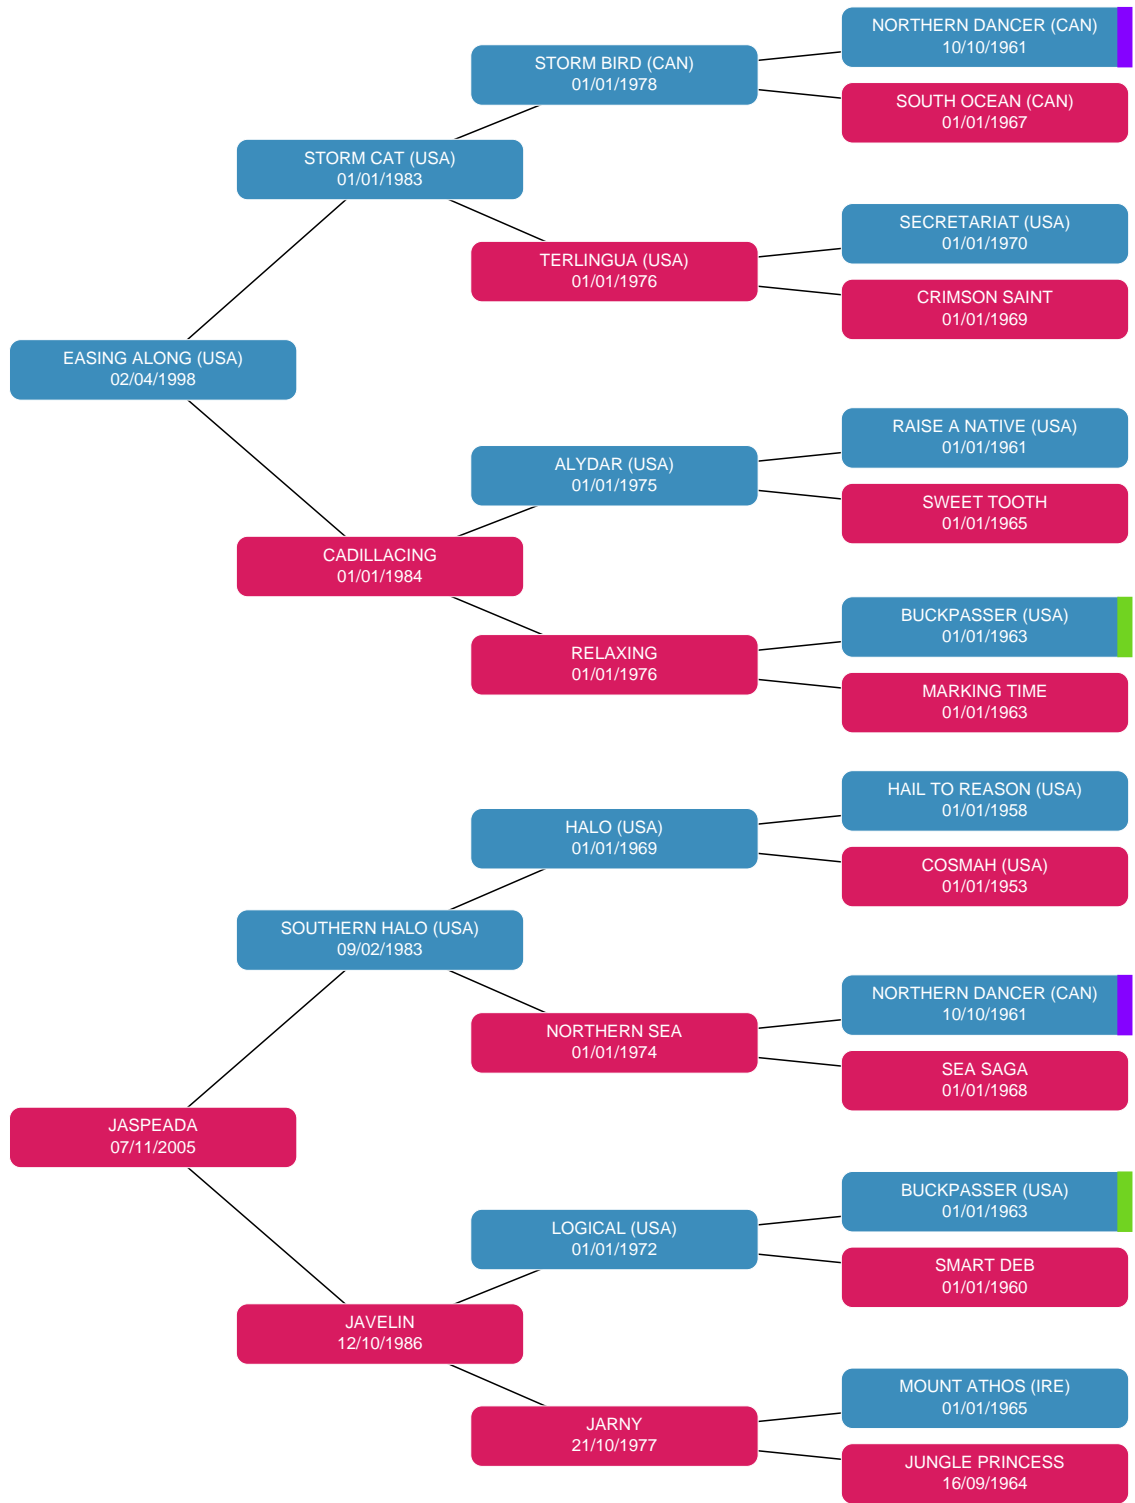 NORTHERN DANCER (CAN)
10/10/1961
STORM BIRD (CAN)
01/01/1978
SOUTH OCEAN (CAN)
01/01/1967
STORM CAT (USA)
01/01/1983
SECRETARIAT (USA)
01/01/1970
TERLINGUA (USA)
01/01/1976
CRIMSON SAINT
01/01/1969
EASING ALONG (USA)
02/04/1998
RAISE A NATIVE (USA)
01/01/1961
ALYDAR (USA)
01/01/1975
SWEET TOOTH
01/01/1965
CADILLACING
01/01/1984
BUCKPASSER (USA)
01/01/1963
RELAXING
01/01/1976
MARKING TIME
01/01/1963
HAIL TO REASON (USA)
01/01/1958
HALO (USA)
01/01/1969
COSMAH (USA)
01/01/1953
SOUTHERN HALO (USA)
09/02/1983
NORTHERN DANCER (CAN)
10/10/1961
NORTHERN SEA
01/01/1974
SEA SAGA
01/01/1968
JASPEADA
07/11/2005
BUCKPASSER (USA)
01/01/1963
LOGICAL (USA)
01/01/1972
SMART DEB
01/01/1960
JAVELIN
12/10/1986
MOUNT ATHOS (IRE)
01/01/1965
JARNY
21/10/1977
JUNGLE PRINCESS
16/09/1964